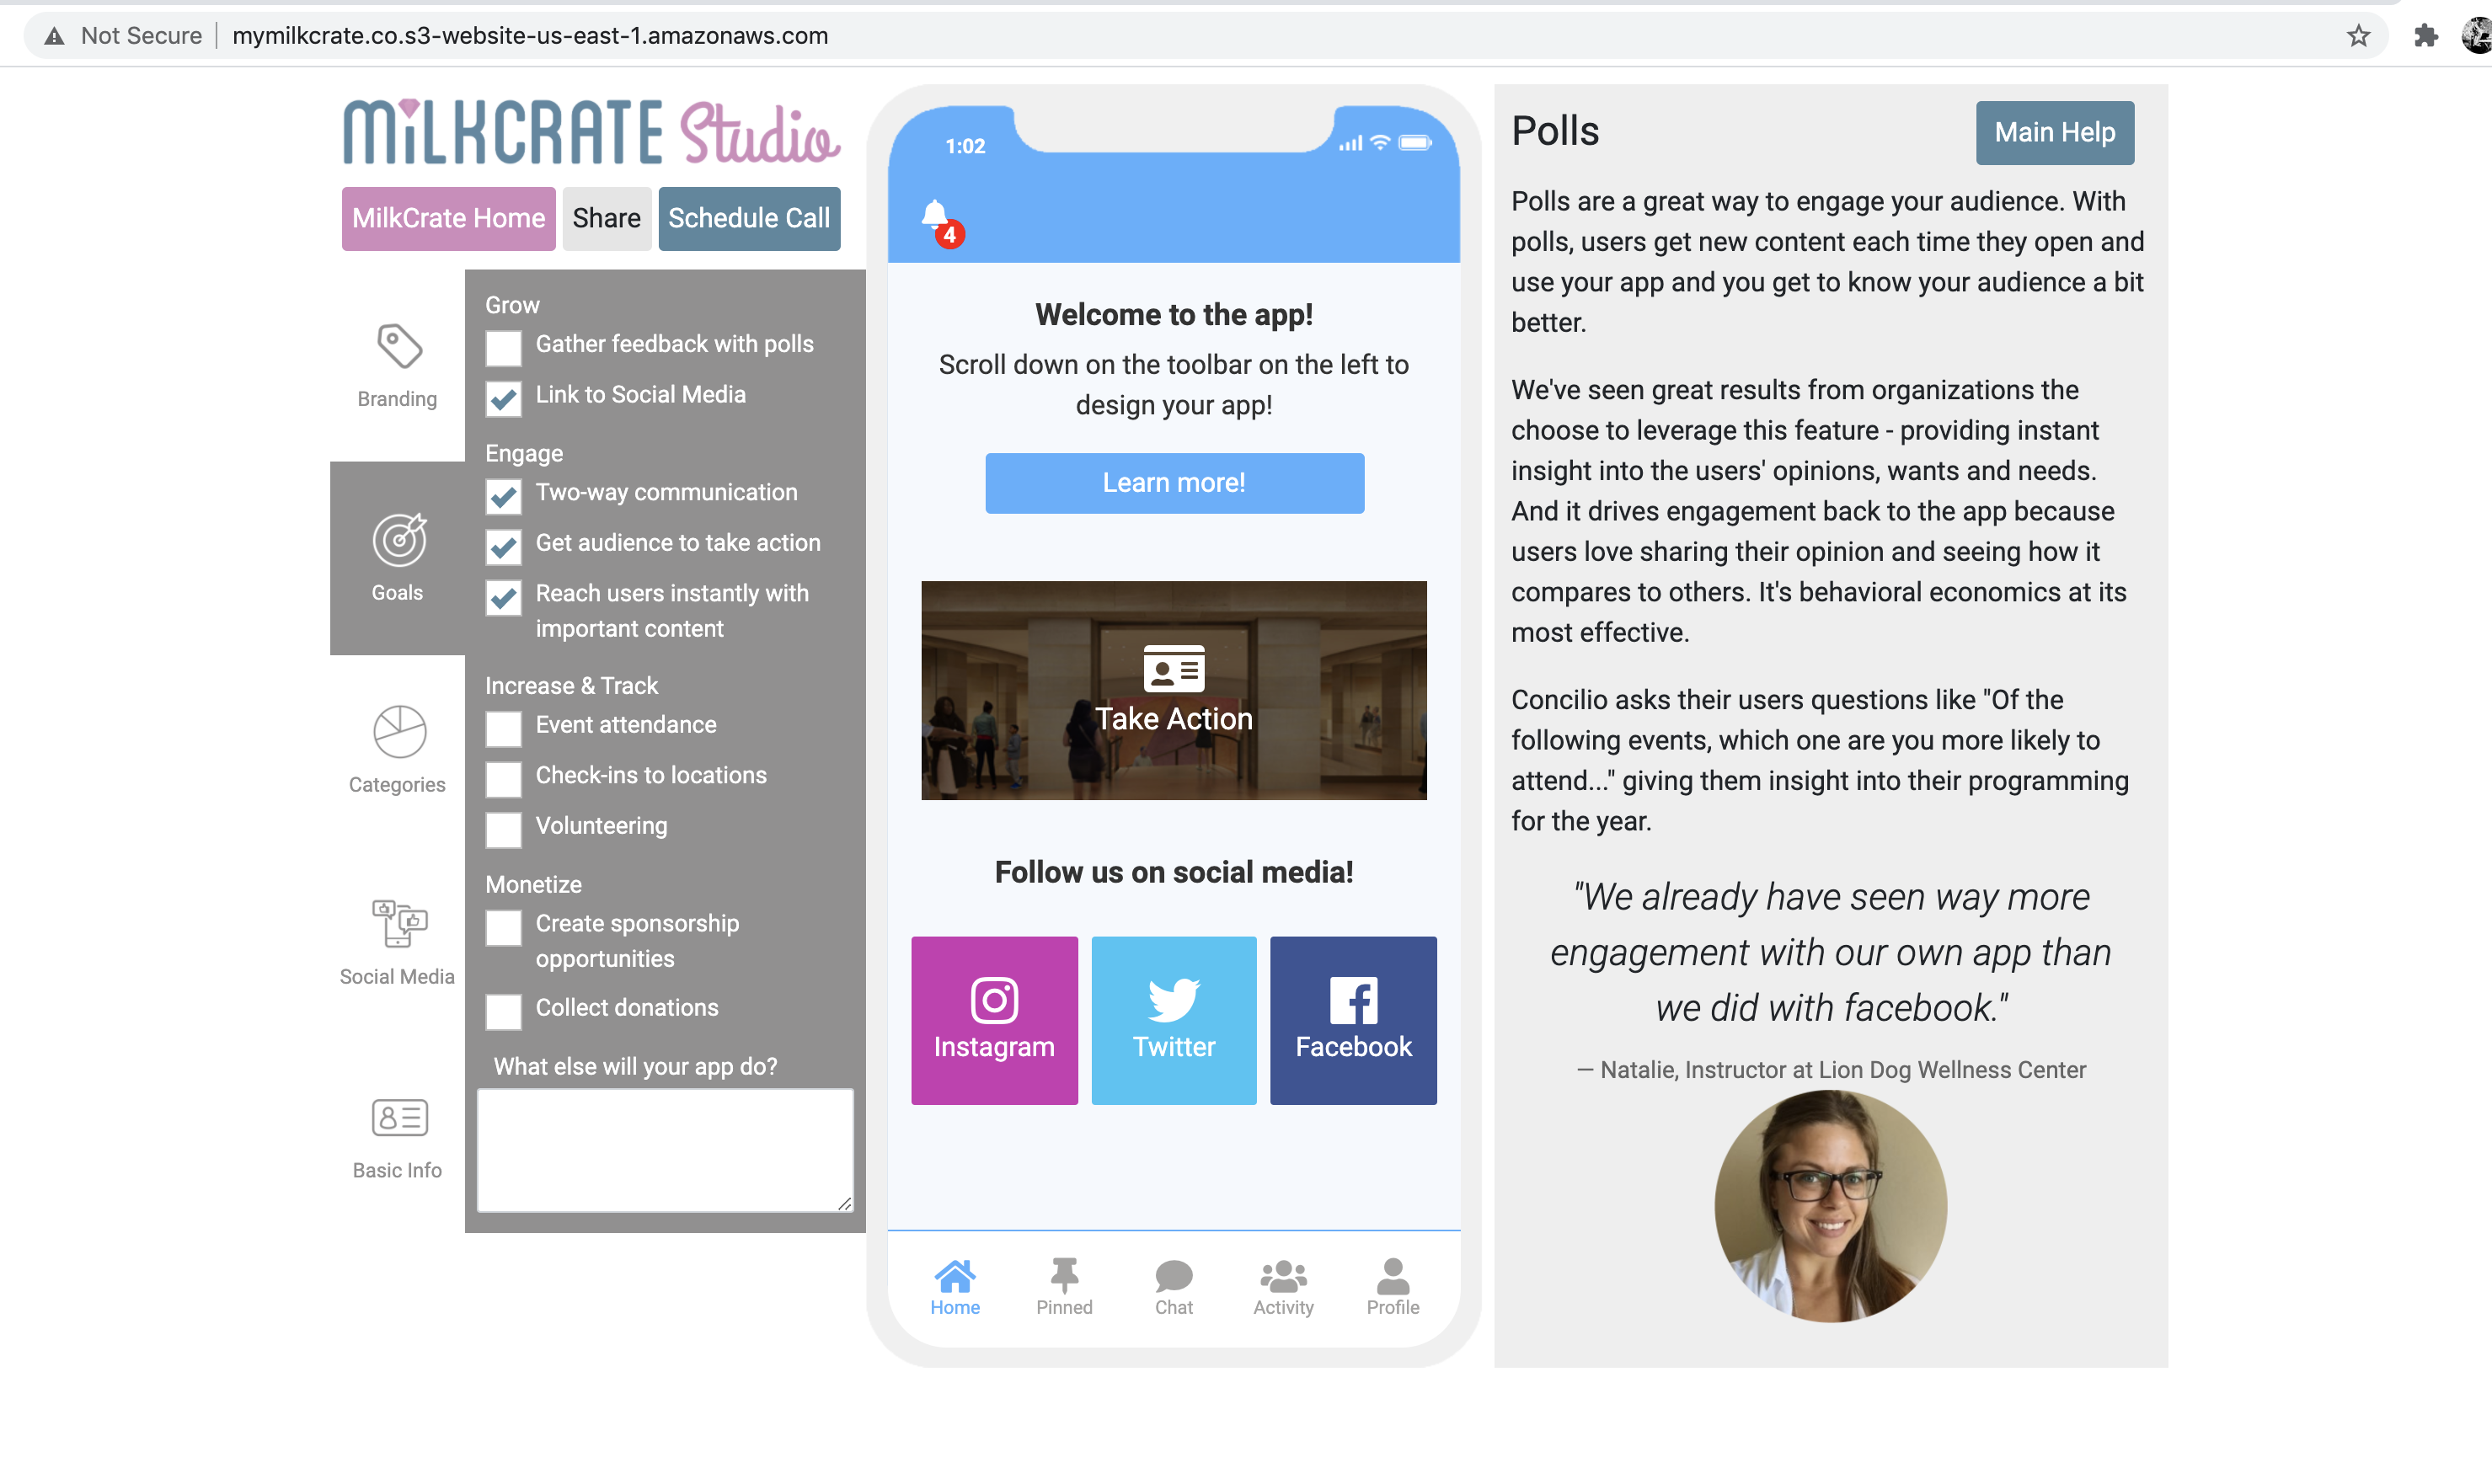 Not Secure
mymilkcrate.co.s3-website-us-east-1.amazonaws.com
MiLKCRATE Studio
MilkCrate Home
Share
Schedule Call
Branding
Goals
Categories
Social Media
Basic Info
Grow
Gather feedback with polls
Link to Social Media
Engage
Two-way communication
Get audience to take action
Reach users instantly with
important content
Increase & Track
Event attendance
Check-ins to locations
Volunteering
Monetize
Create sponsorship
opportunities
Collect donations
What else will your app do?
1:02
4
Welcome to the app!
Scroll down on the toolbar on the left to
design your app!
Learn more!
Take Action
Follow us on social media!
Instagram
Twitter
Facebook
Home
Pinned
Chat
Activity
Profile
Polls
Main Help
Polls are a great way to engage your audience. With
polls, users get new content each time they open and
use your app and you get to know your audience a bit
better.
We've seen great results from organizations the
choose to leverage this feature - providing instant
insight into the users' opinions, wants and needs.
And it drives engagement back to the app because
users love sharing their opinion and seeing how it
compares to others. It's behavioral economics at its
most effective.
Concilio asks their users questions like "Of the
following events, which one are you more likely to
attend..." giving them insight into their programming
for the year.
"We already have seen way more
engagement with our own app than
we did with facebook."
— Natalie, Instructor at Lion Dog Wellness Center